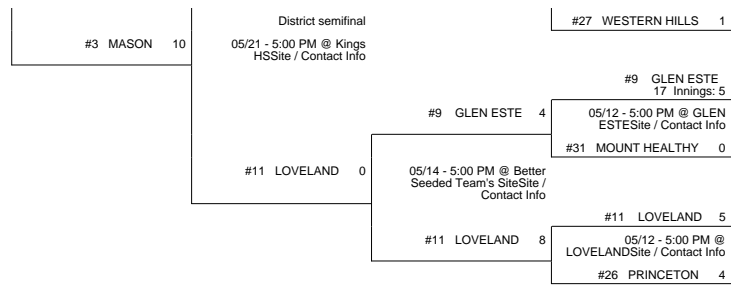 District semifinal
#27 WESTERN HILLS 1
#3 MASON 10
05/21 - 5:00 PM @ Kings
HSSite / Contact Info
#9 GLEN ESTE
17 Innings: 5
#9 GLEN ESTE 4
05/12 - 5:00 PM @ GLEN
ESTESite / Contact Info
#31 MOUNT HEALTHY 0
#11 LOVELAND 0
05/14 - 5:00 PM @ Better
Seeded Team's SiteSite /
Contact Info
#11 LOVELAND 5
#11 LOVELAND 8
05/12 - 5:00 PM @
LOVELANDSite / Contact Info
#26 PRINCETON 4